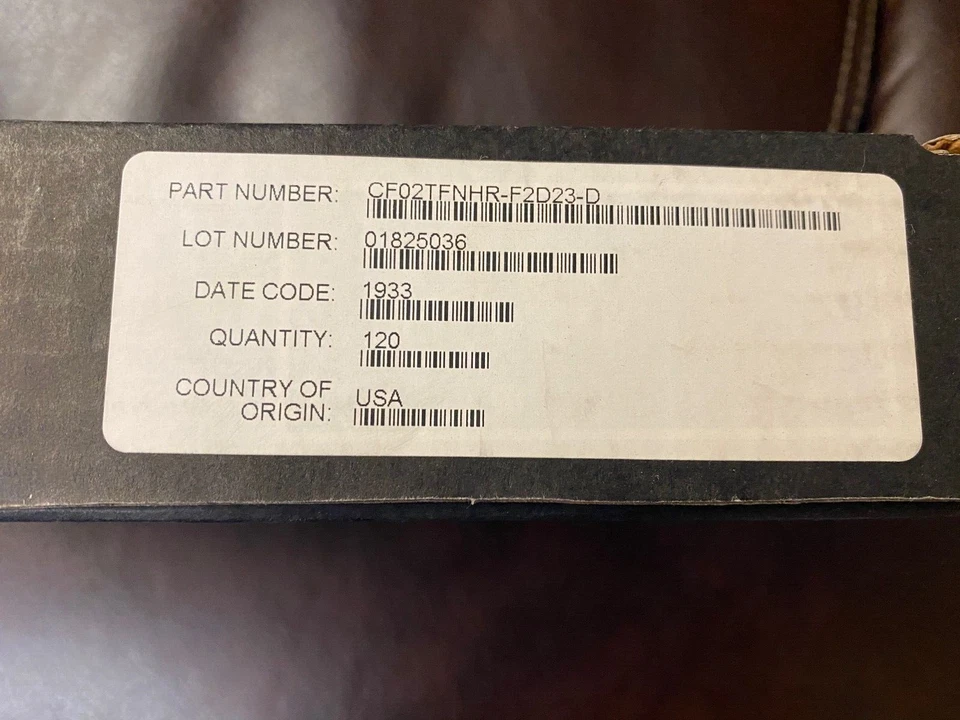 PART NUMBER: CF02TFNHR-F2D23-D
LOT NUMBER: 01825036
DATE CODE: 1933
QUANTITY: 120
COUNTRY OF
ORIGIN: USA